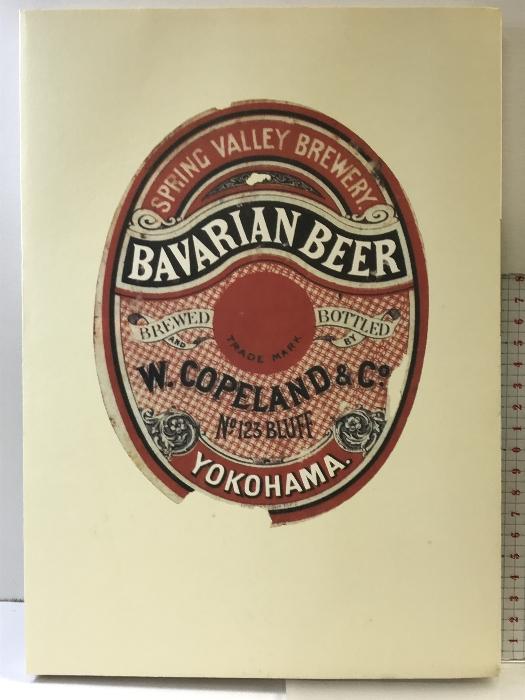 SPRING VALLEY BREWERY.
BAVARIAN BEER
BREWED AND BOTTLED BY
TRADE MARK
W. COPELAND & Co
No 123 BLUFF
YOKOHAMA.